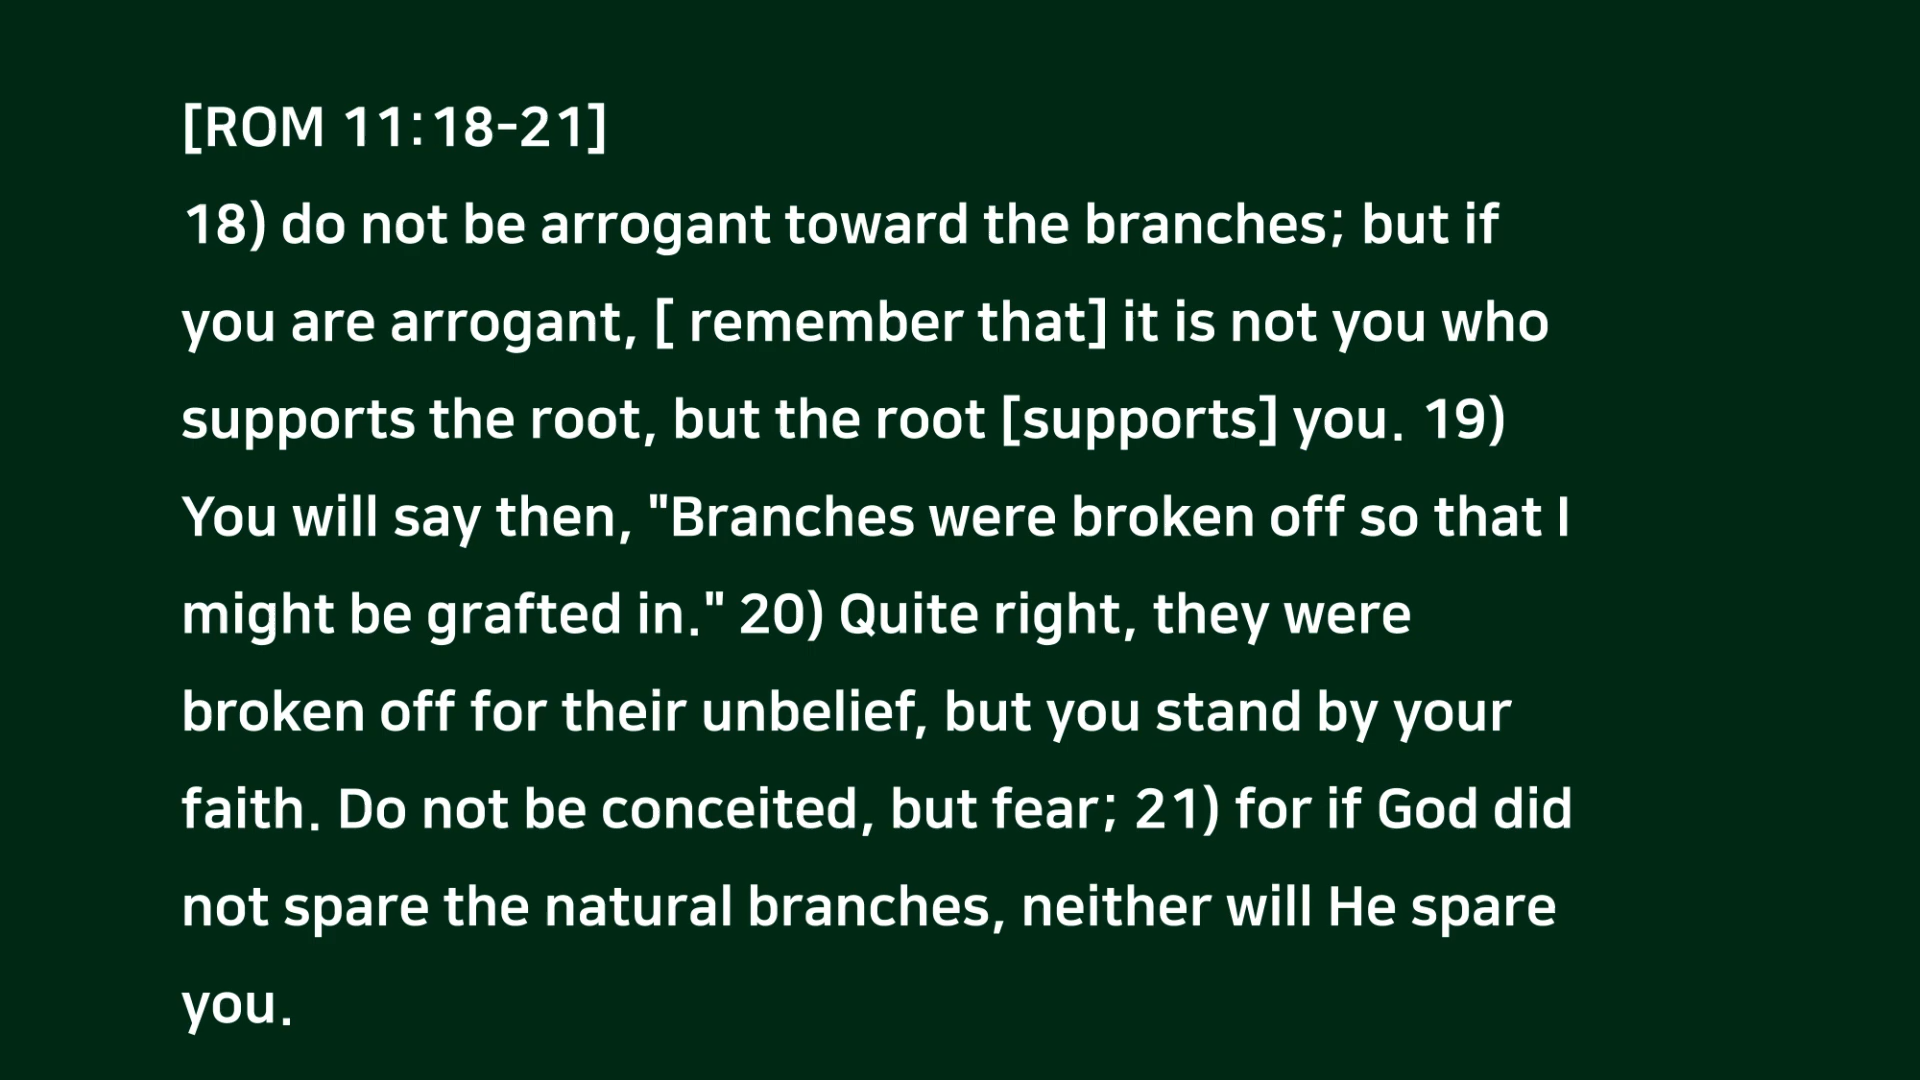 [ROM 11:18-21]
18) do not be arrogant toward the branches; but if
you are arrogant, [ remember that] it is not you who
supports the root, but the root [supports] you. 19)
You will say then, "Branches were broken off so that I
might be grafted in." 20) Quite right, they were
broken off for their unbelief, but you stand by your
faith. Do not be conceited, but fear; 21) for if God did
not spare the natural branches, neither will He spare
you.